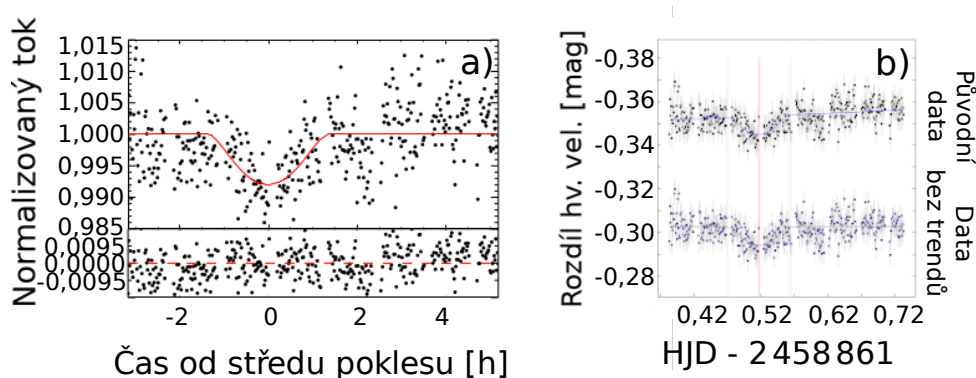 a)
Normalizovaný tok
1,015
1,010
1,005
1,000
0,995
0,990
0,985
0,0095
0,0000
-0,0095
-2 0 2 4
Čas od středu poklesu [h]
b)
Rozdíl hv. vel. [mag]
-0,38
-0,36
-0,34
-0,32
-0,30
-0,28
0,42 0,52 0,62 0,72
HJD - 2 458 861
Původní
data
Data
bez trendů